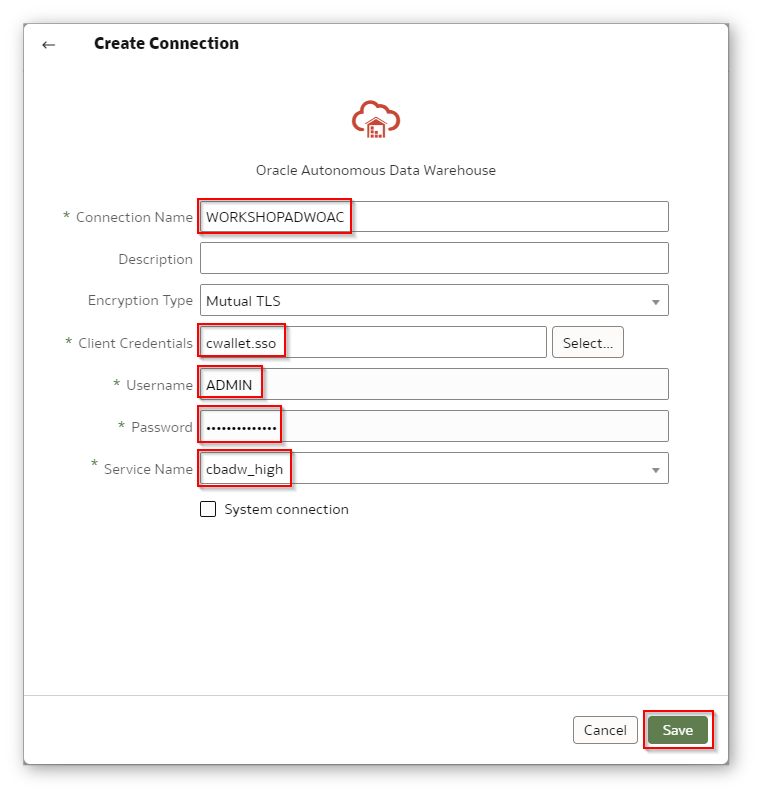 ← Create Connection
Oracle Autonomous Data Warehouse
* Connection Name WORKSHOPADWOAC
Description
Encryption Type Mutual TLS
* Client Credentials cwallet.sso Select...
* Username ADMIN
* Password ••••••••••••••
* Service Name cbadw_high
System connection
Cancel Save